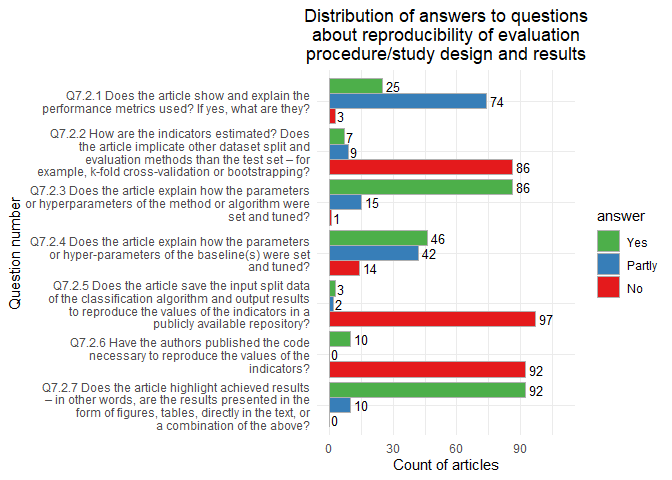 Distribution of answers to questions
about reproducibility of evaluation
procedure/study design and results
Question number
Q7.2.1 Does the article show and explain the
performance metrics used? If yes, what are they?
25
74
3
Q7.2.2 How are the indicators estimated? Does
the article implicate other dataset split and
evaluation methods than the test set – for
example, k-fold cross-validation or bootstrapping?
7
9
86
Q7.2.3 Does the article explain how the parameters
or hyperparameters of the method or algorithm were
set and tuned?
86
15
1
Q7.2.4 Does the article explain how the parameters
or hyper-parameters of the baseline(s) were set
and tuned?
46
42
14
Q7.2.5 Does the article save the input split data
of the classification algorithm and output results
to reproduce the values of the indicators in a
publicly available repository?
3
2
97
Q7.2.6 Have the authors published the code
necessary to reproduce the values of the
indicators?
10
0
92
Q7.2.7 Does the article highlight achieved results
– in other words, are the results presented in the
form of figures, tables, directly in the text, or
a combination of the above?
92
10
0
0
30
60
90
Count of articles
answer
Yes
Partly
No